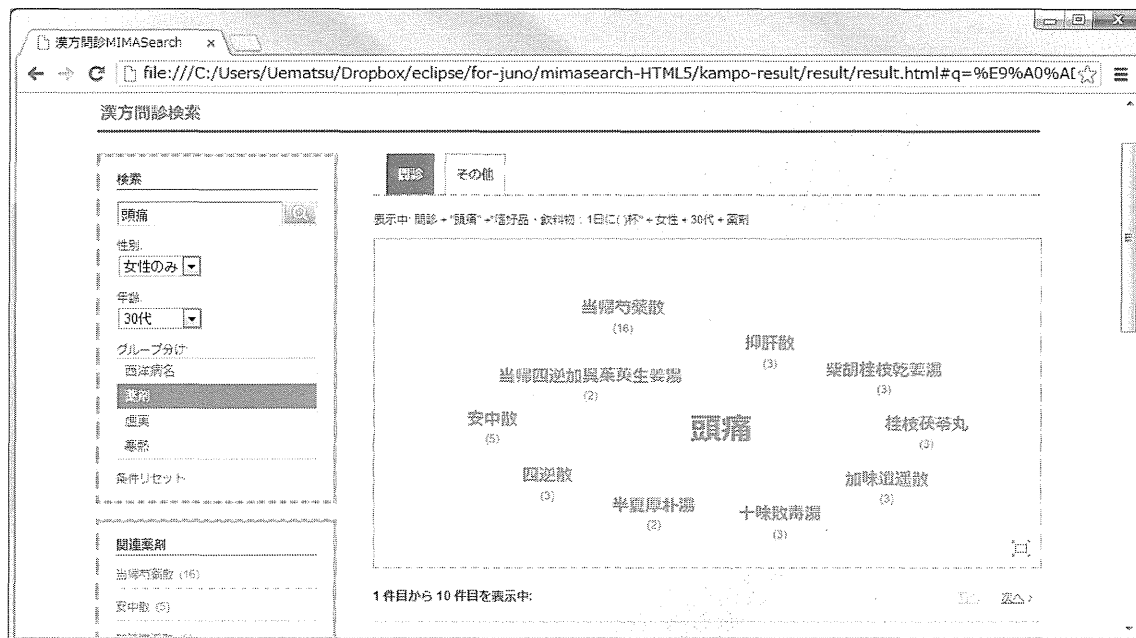 漢方問診MIMASearch
file:///C:/Users/Uematsu/Dropbox/eclipse/for-juno/mimasearch-HTML5/kampo-result/result/result.html#q=%E9%A0%A
漢方問診検索
検索
頭痛
性別:
女性のみ
年齢:
30代
グループ分け:
西洋病名
薬剤
虚実
寒熱
条件リセット
関連薬剤
当帰芍薬散 (16)
安中散 (5)
問診
その他
表示中: 問診 + "頭痛" + "嗜好品・飲料物 : 1日に( )杯" + 女性 + 30代 + 薬剤
当帰芍薬散
(16)
抑肝散
(3)
当帰四逆加呉茱萸生姜湯
(2)
柴胡桂枝乾姜湯
(3)
安中散
(5)
頭痛
桂枝茯苓丸
(3)
四逆散
(3)
加味逍遥散
(3)
半夏厚朴湯
(2)
十味敗毒湯
(3)
1 件目から 10 件目を表示中:
次へ ›